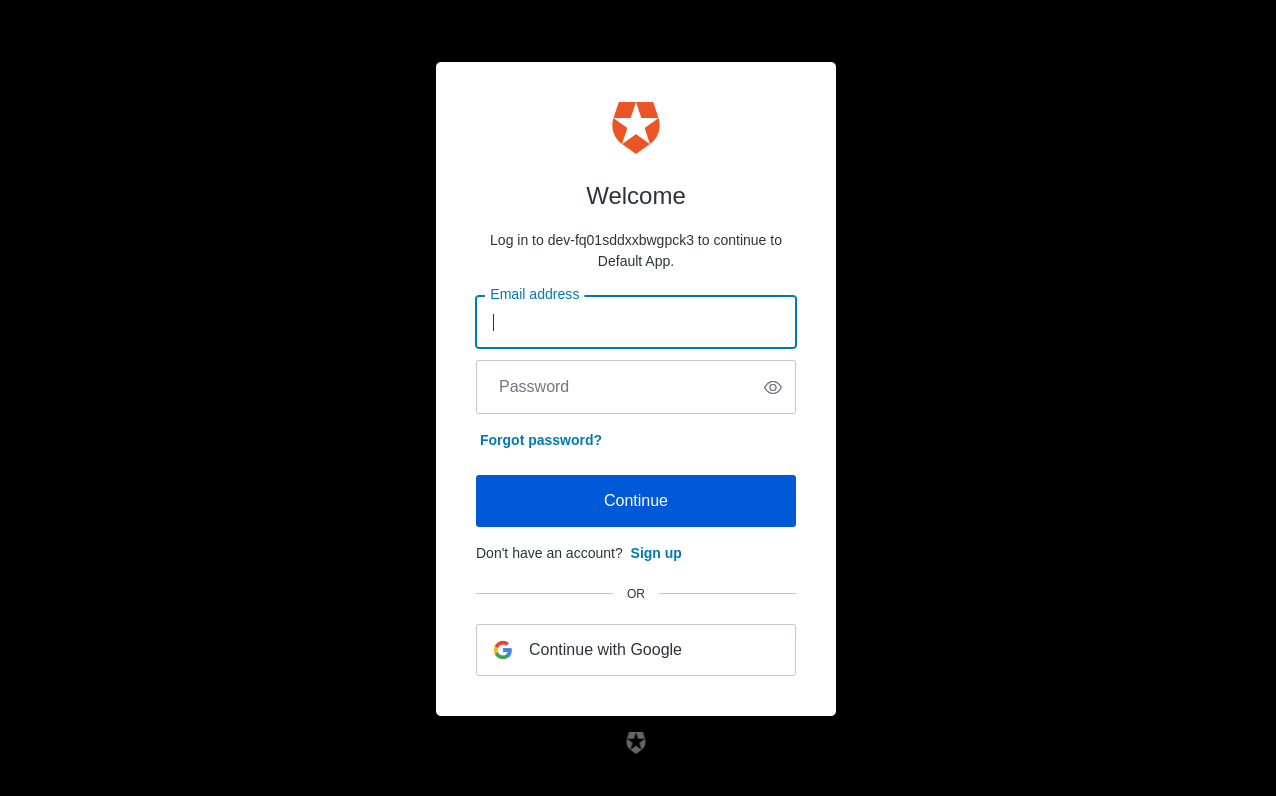 Welcome
Log in to dev-fq01sddxxbwgpck3 to continue to
Default App.
Email address
Password
Forgot password?
Continue
Don't have an account? Sign up
OR
Continue with Google